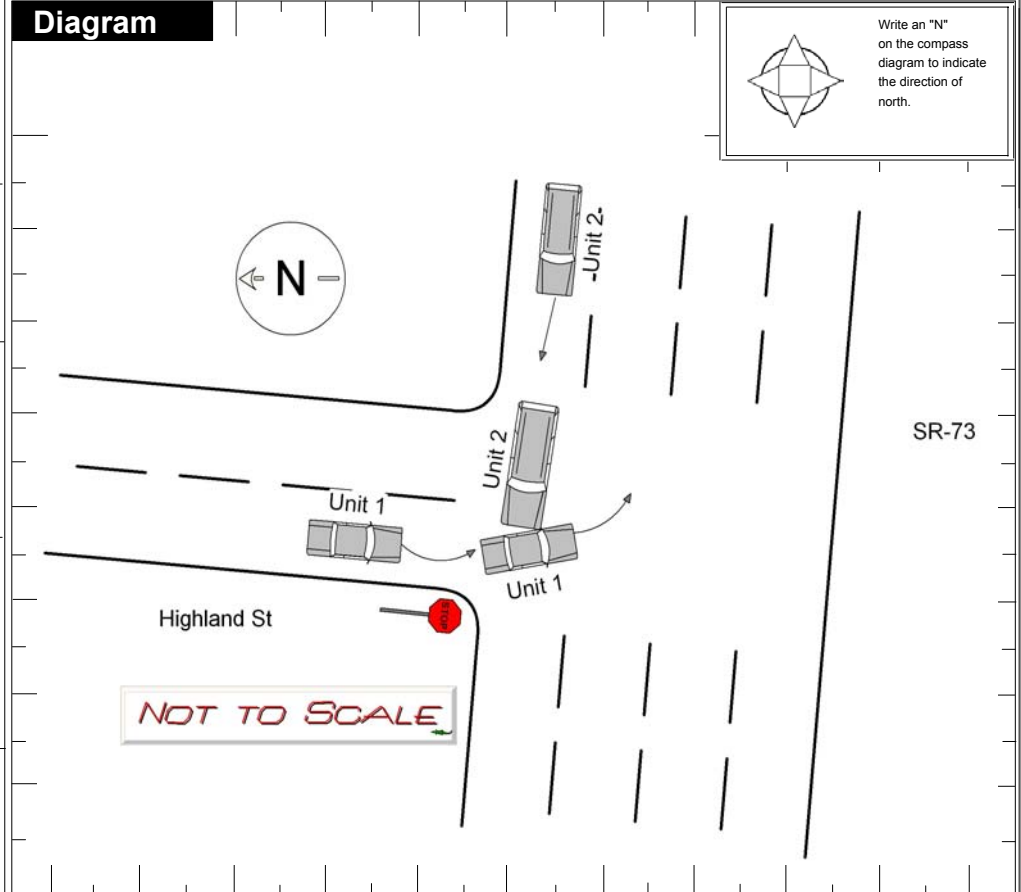 Diagram
Write an "N"
on the compass
diagram to indicate
the direction of
north.
N
-Unit 2-
SR-73
Unit 2
Unit 1
Unit 1
Highland St
STOP
NOT TO SCALE